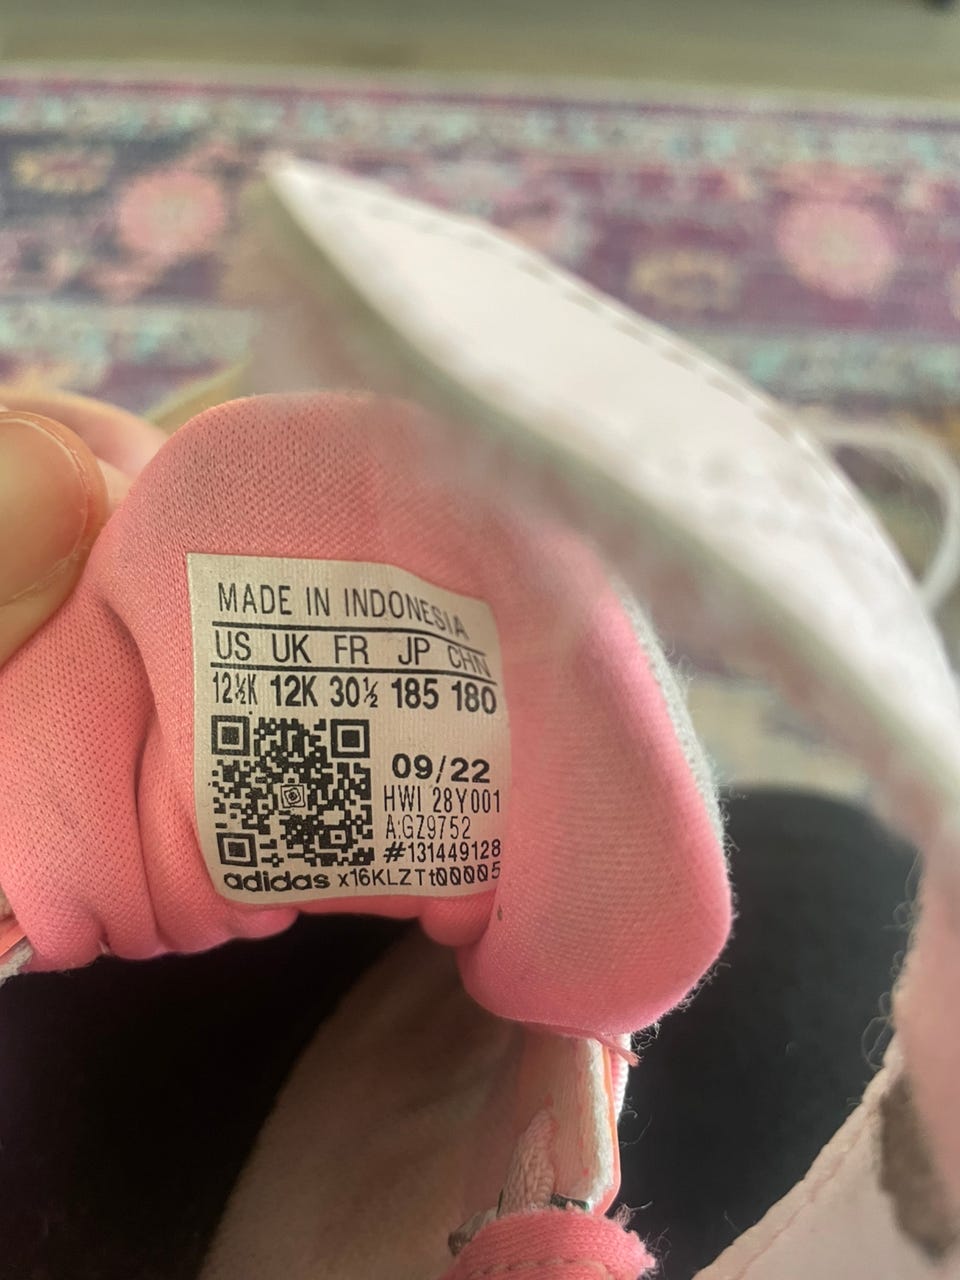 MADE IN INDONESIA
US UK FR JP CHN
12½K 12K 30½ 185 180
09/22
HWI 28Y001
A:GZ9752
#131449128
adidas x16KLZTt00005